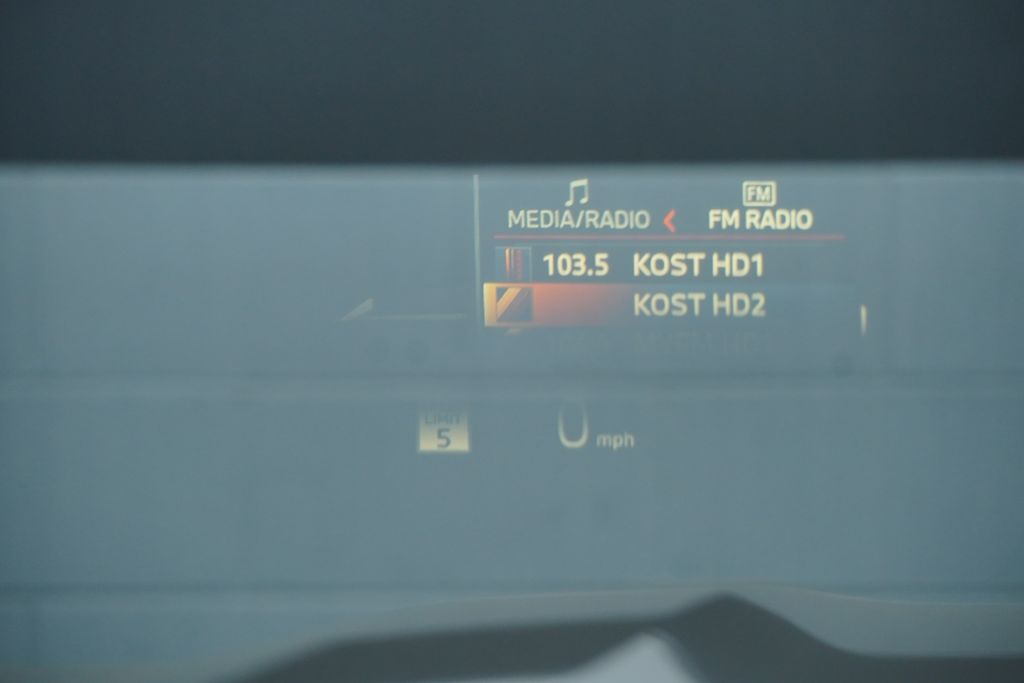 MEDIA/RADIO < FM FM RADIO
103.5 KOST HD1
KOST HD2
LIMIT 5
0 mph